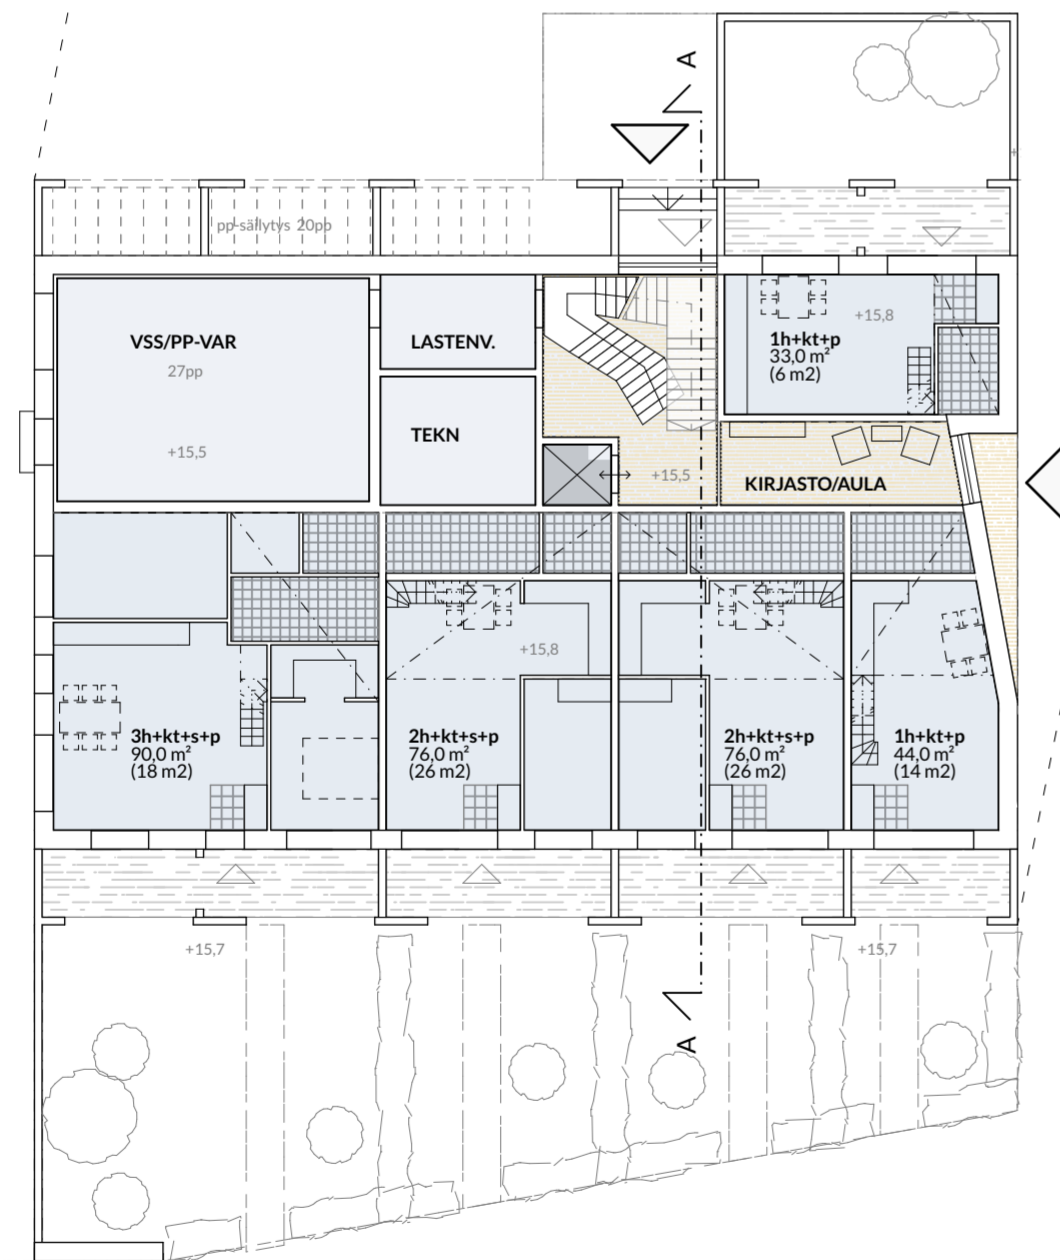 A
pp-säilytys 20pp
+15,8
VSS/PP-VAR
27pp
+15,5
LASTENV.
TEKN
1h+kt+p
33,0 m²
(6 m2)
+15,5
KIRJASTO/AULA
+15,8
3h+kt+s+p
90,0 m²
(18 m2)
2h+kt+s+p
76,0 m²
(26 m2)
2h+kt+s+p
76,0 m²
(26 m2)
1h+kt+p
44,0 m²
(14 m2)
+15,7
+15,7
A